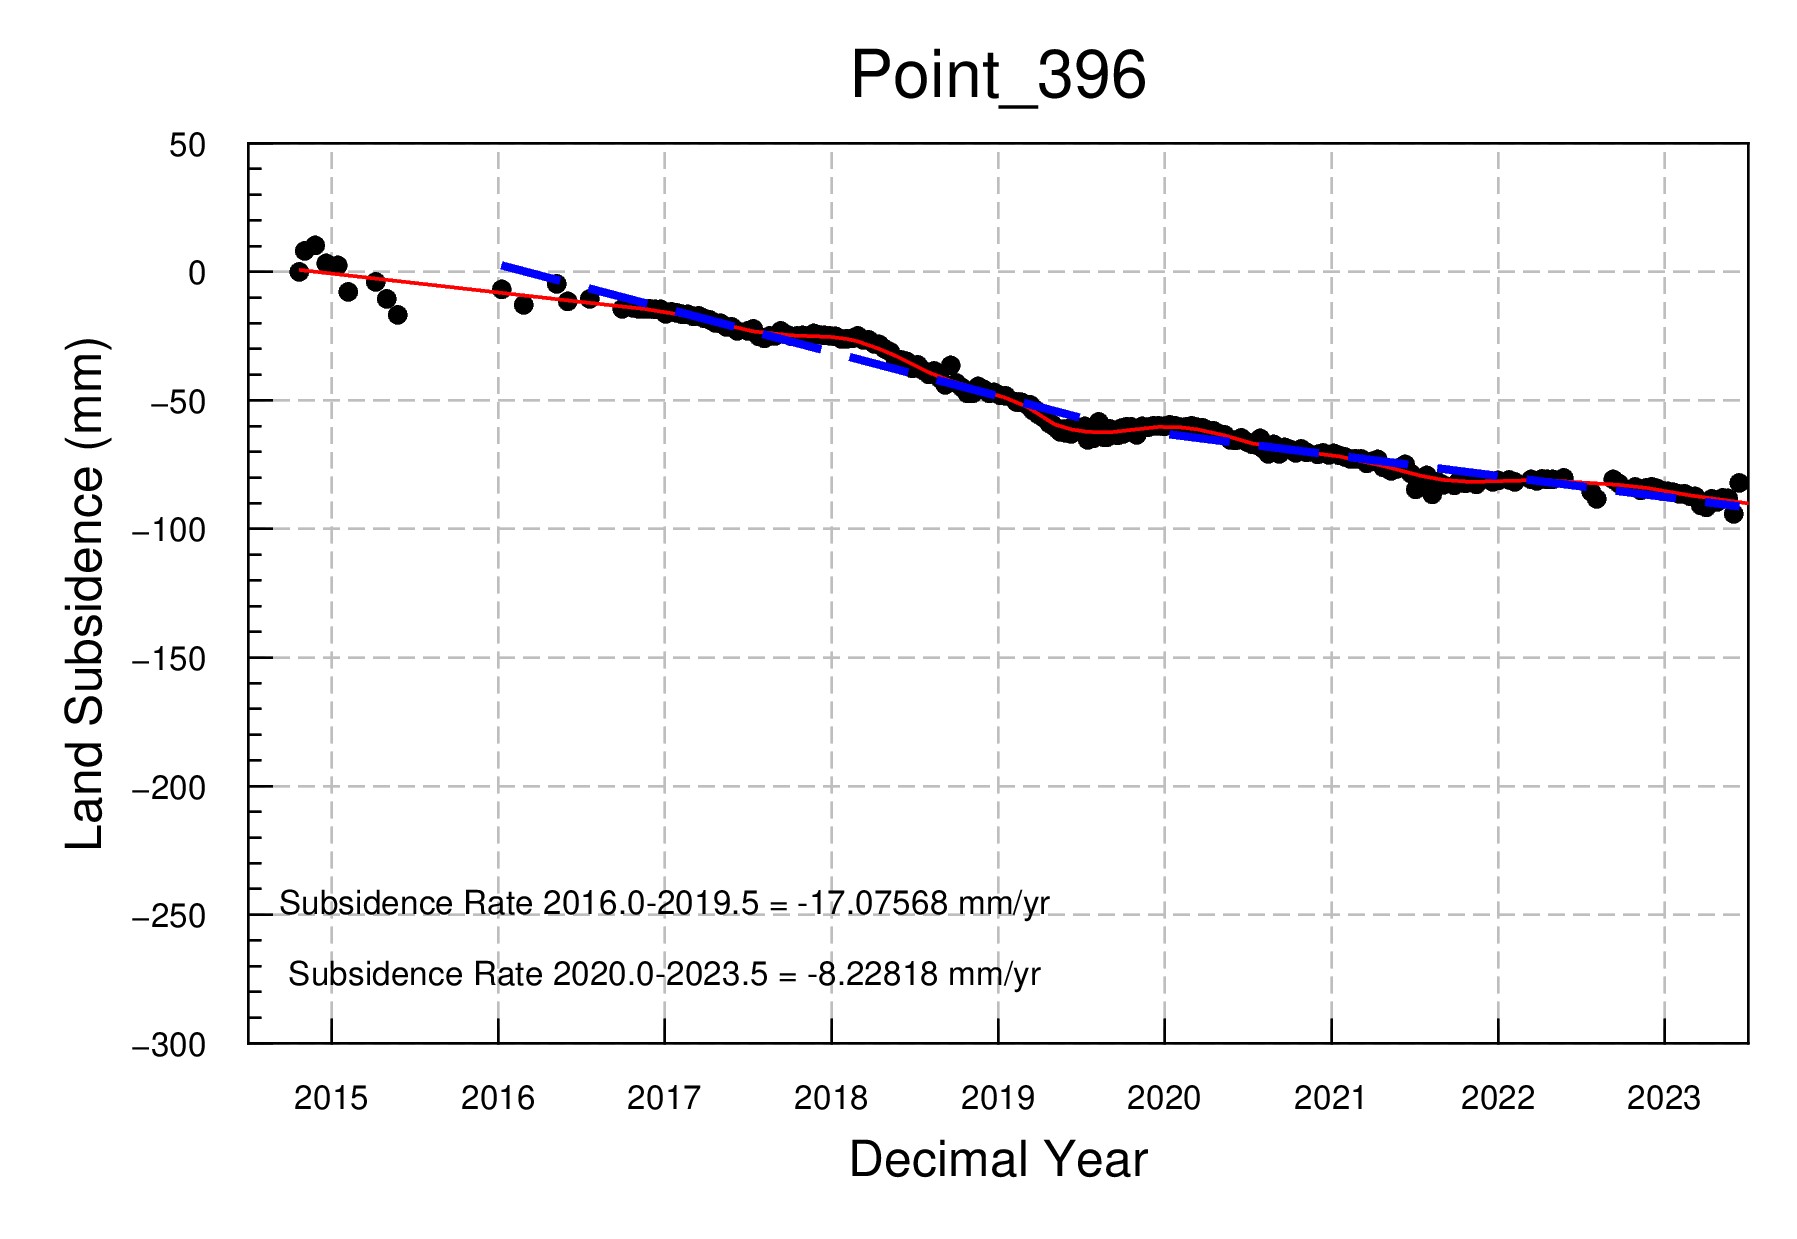 Point_396
50
0
−50
−100
−150
−200
−250
−300
Land Subsidence (mm)
Subsidence Rate 2016.0-2019.5 = -17.07568 mm/yr
Subsidence Rate 2020.0-2023.5 = -8.22818 mm/yr
2015 2016 2017 2018 2019 2020 2021 2022 2023
Decimal Year